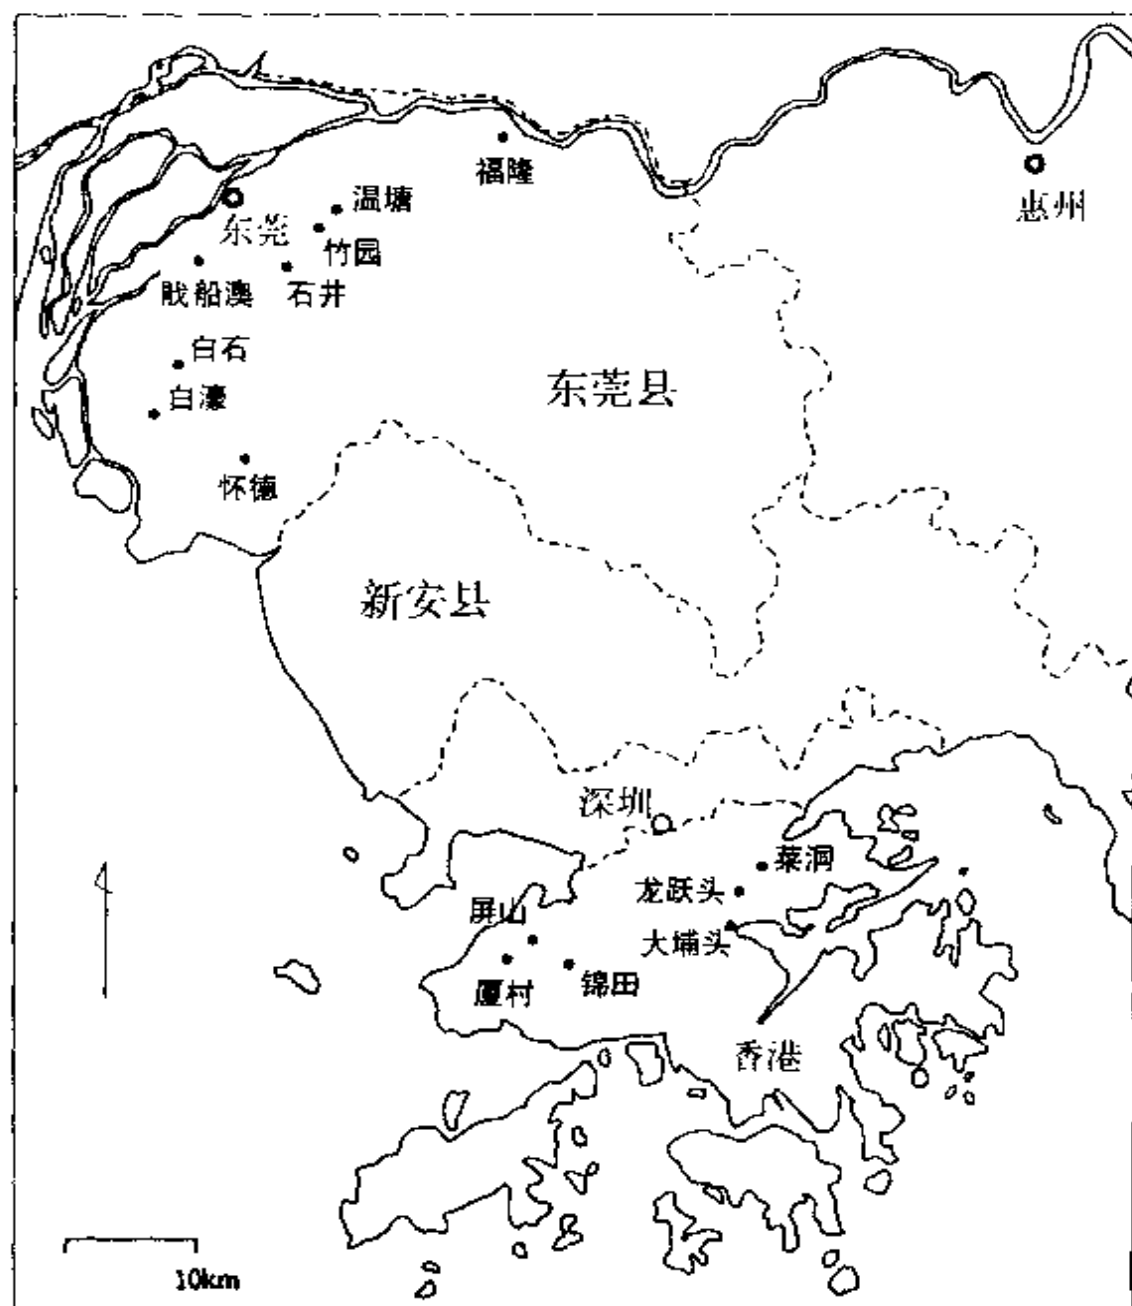 福隆
惠州
温塘
东莞
竹园
戙船澳
石井
白石
白濠
东莞县
怀德
新安县
深圳
莱洞
龙跃头
屏山
大埔头
厦村
锦田
香港
10km